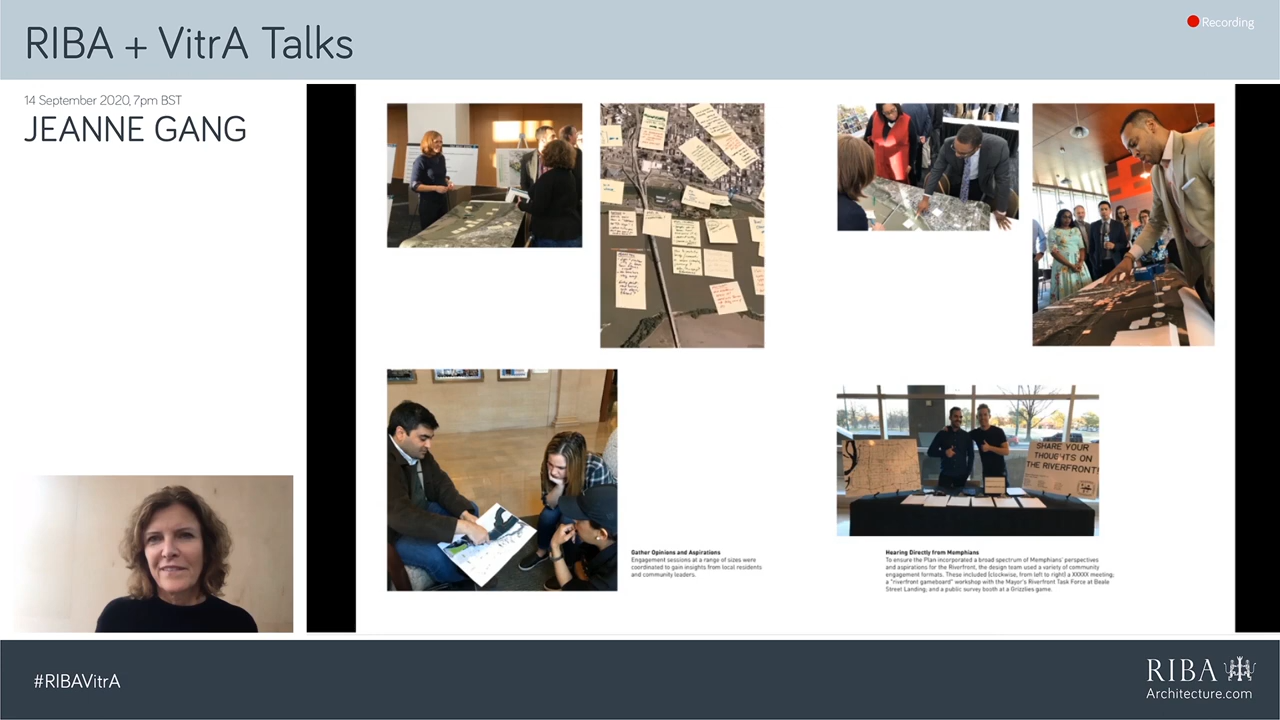 RIBA + VitrA Talks
Recording
14 September 2020, 7pm BST
JEANNE GANG
SHARE YOUR
THOUGHTS ON
THE RIVERFRONT!
Gather Opinions and Aspirations
Engagement sessions at a range of sizes were
coordinated to gain insights from local residents
and community leaders.
Hearing Directly from Memphians
To ensure the Plan incorporated a broad spectrum of Memphians' perspectives
and aspirations for the Riverfront, the design team used a variety of community
engagement formats. These included (clockwise, from left to right) a XXXXX meeting;
a "riverfront gameboard" workshop with the Mayor's Riverfront Task Force at Beale
Street Landing; and a public survey booth at a Grizzlies game.
#RIBAVitrA
RIBA
Architecture.com